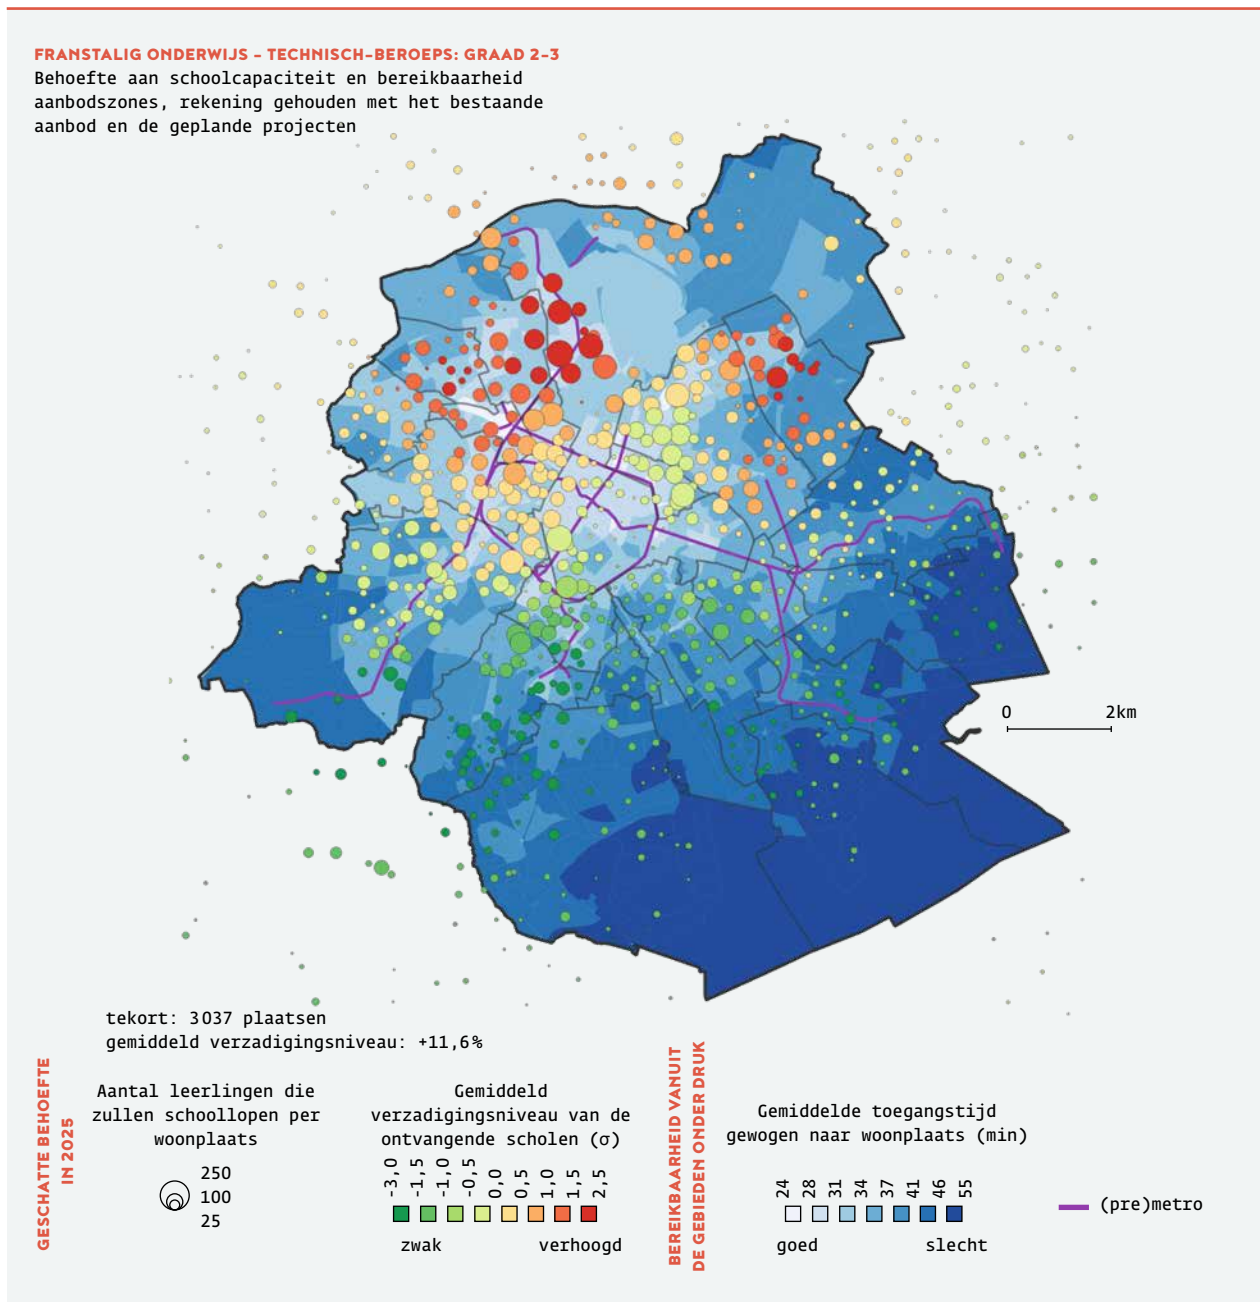 FRANSTALIG ONDERWIJS – TECHNISCH-BEROEPS: GRAAD 2-3
Behoefte aan schoolcapaciteit en bereikbaarheid
aanbodszones, rekening gehouden met het bestaande
aanbod en de geplande projecten
0 2km
tekort: 3037 plaatsen
gemiddeld verzadigingsniveau: +11,6%
GESCHATTE BEHOEFTE
IN 2025
Aantal leerlingen die
zullen schoollopen per
woonplaats
250
100
25
Gemiddeld
verzadigingsniveau van de
ontvangende scholen (σ)
-3,0 -1,5 -1,0 -0,5 0,0 0,5 1,0 1,5 2,5
zwak verhoogd
BEREIKBAARHEID VANUIT
DE GEBIEDEN ONDER DRUK
Gemiddelde toegangstijd
gewogen naar woonplaats (min)
24 28 31 34 37 41 46 55
goed slecht
(pre)metro